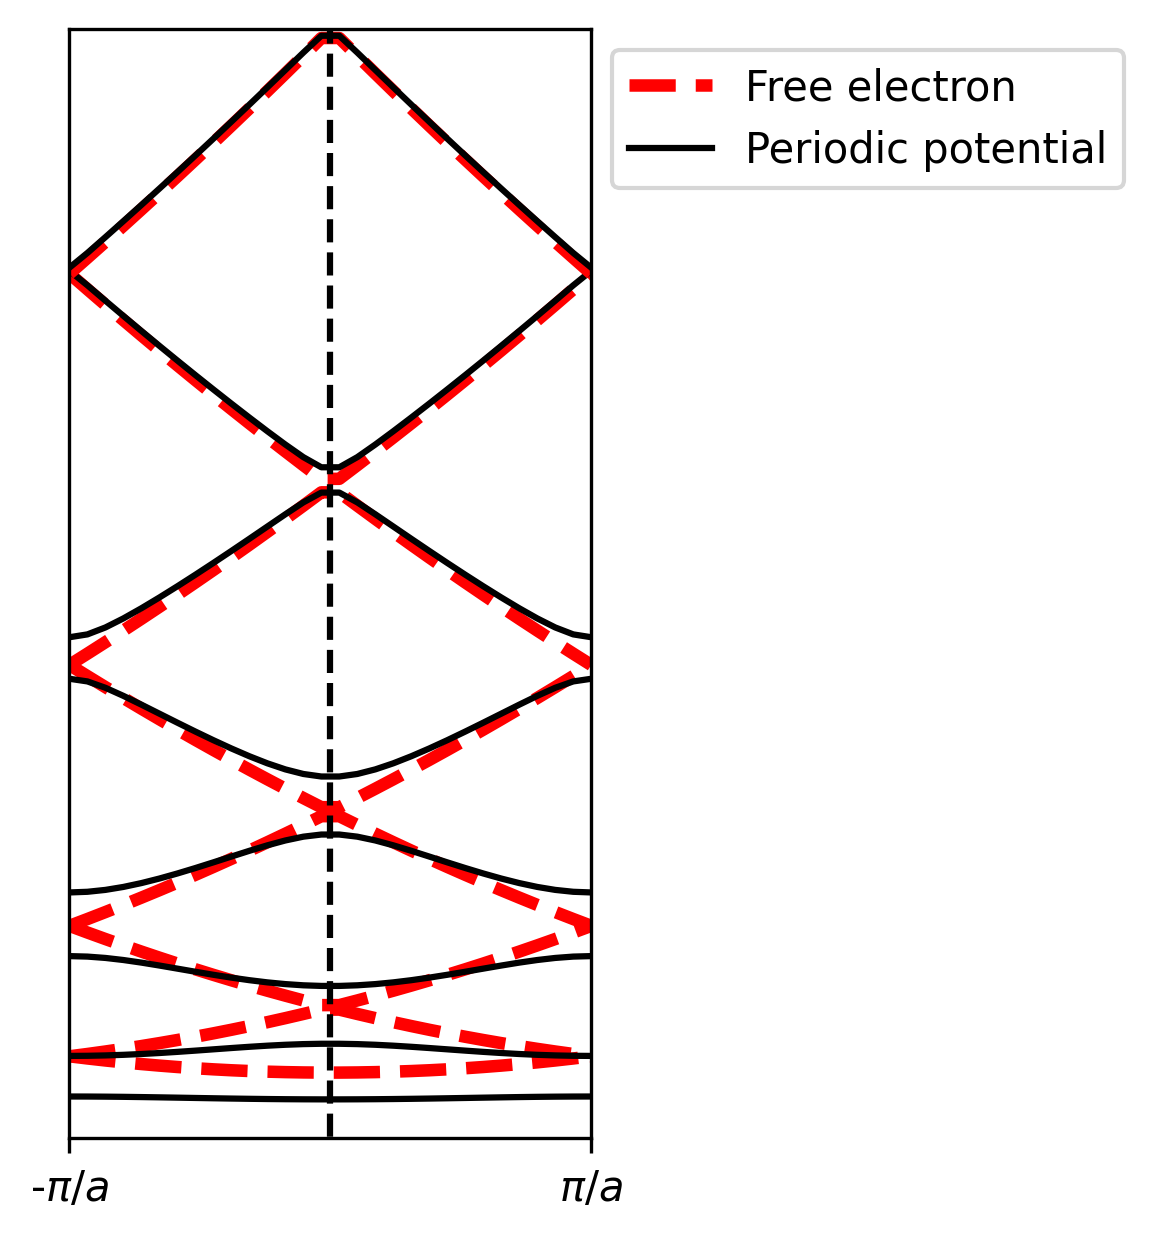 Free electron
Periodic potential
-π/a
π/a